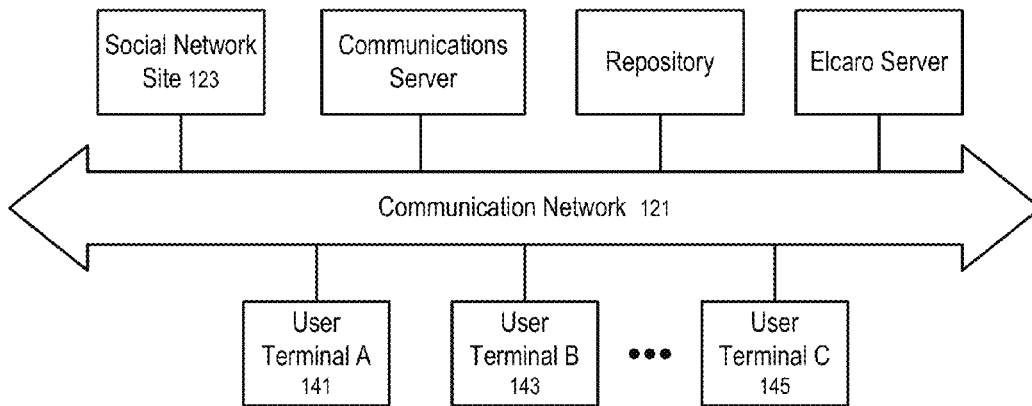 Social Network
Site 123
Communications
Server
Repository
Elcaro Server
Communication Network 121
User
Terminal A
141
User
Terminal B
143
User
Terminal C
145